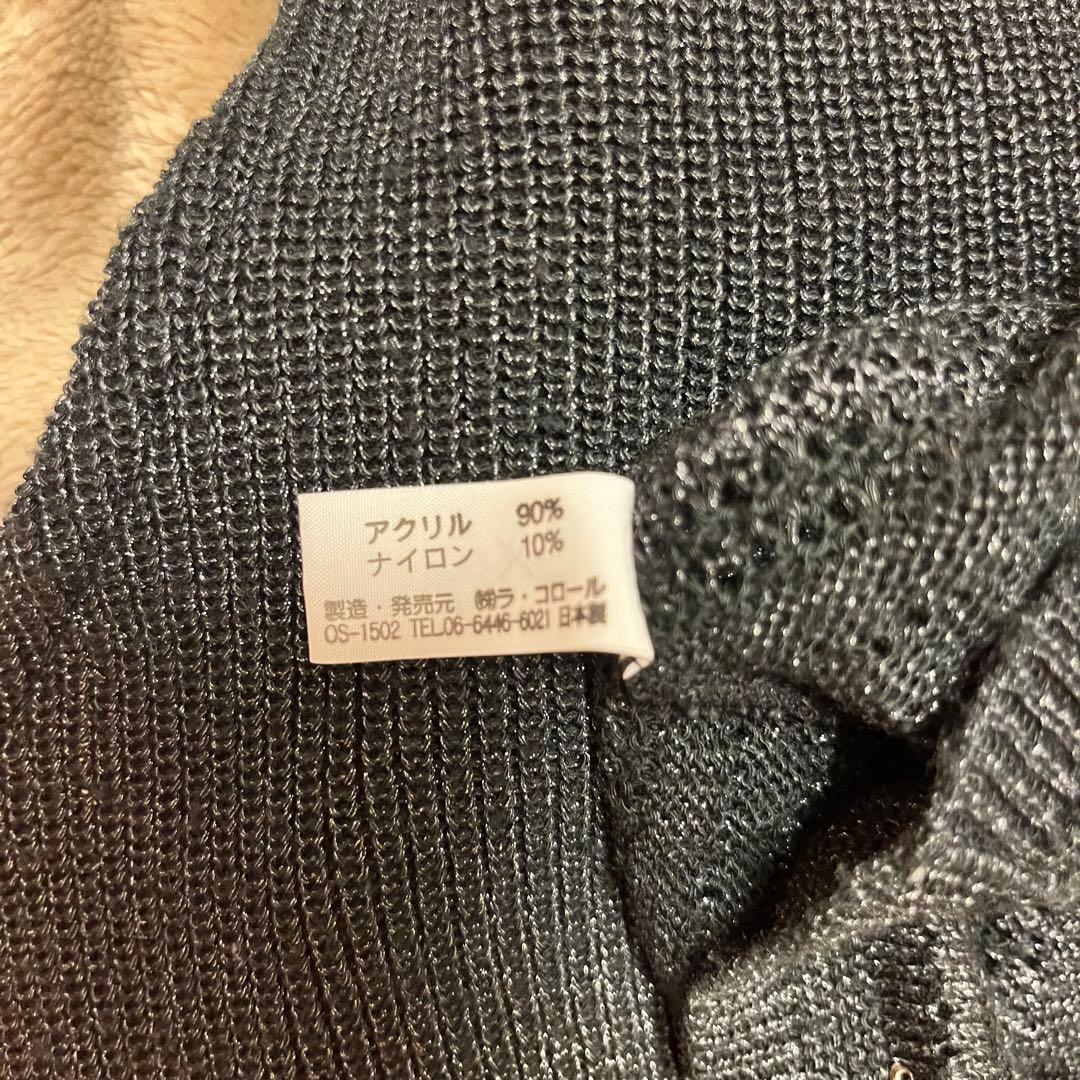 アクリル 90%
ナイロン 10%
製造・発売元 ㈱ラ・コロール
OS-1502 TEL.06-6446-6021 日本製